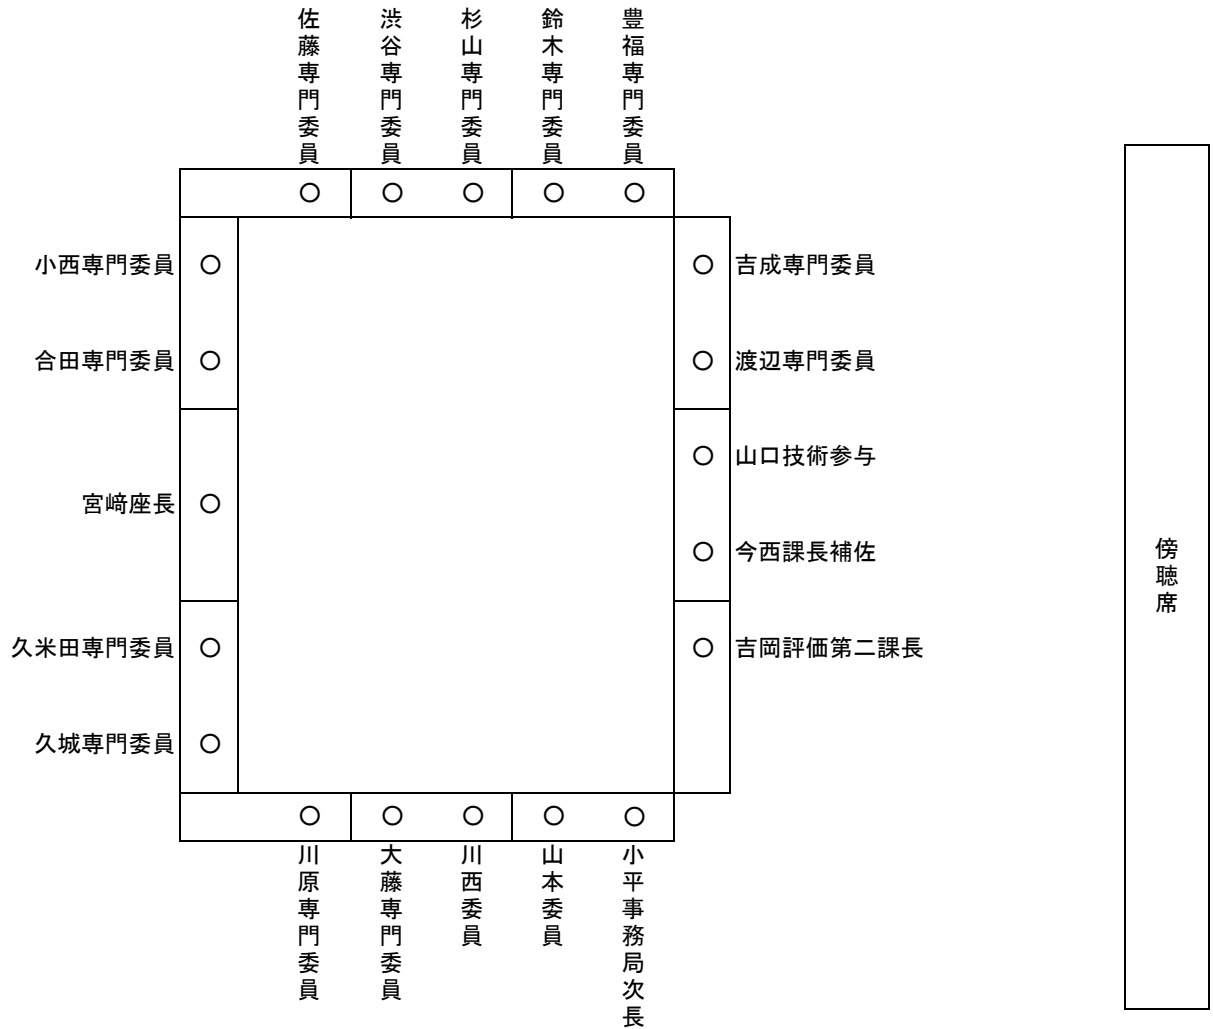 佐藤専門委員
渋谷専門委員
杉山専門委員
鈴木専門委員
豊福専門委員
小西専門委員
吉成専門委員
合田専門委員
渡辺専門委員
山口技術参与
宮﨑座長
今西課長補佐
傍聴席
久米田専門委員
吉岡評価第二課長
久城専門委員
川原専門委員
大藤専門委員
川西委員
山本委員
小平事務局次長